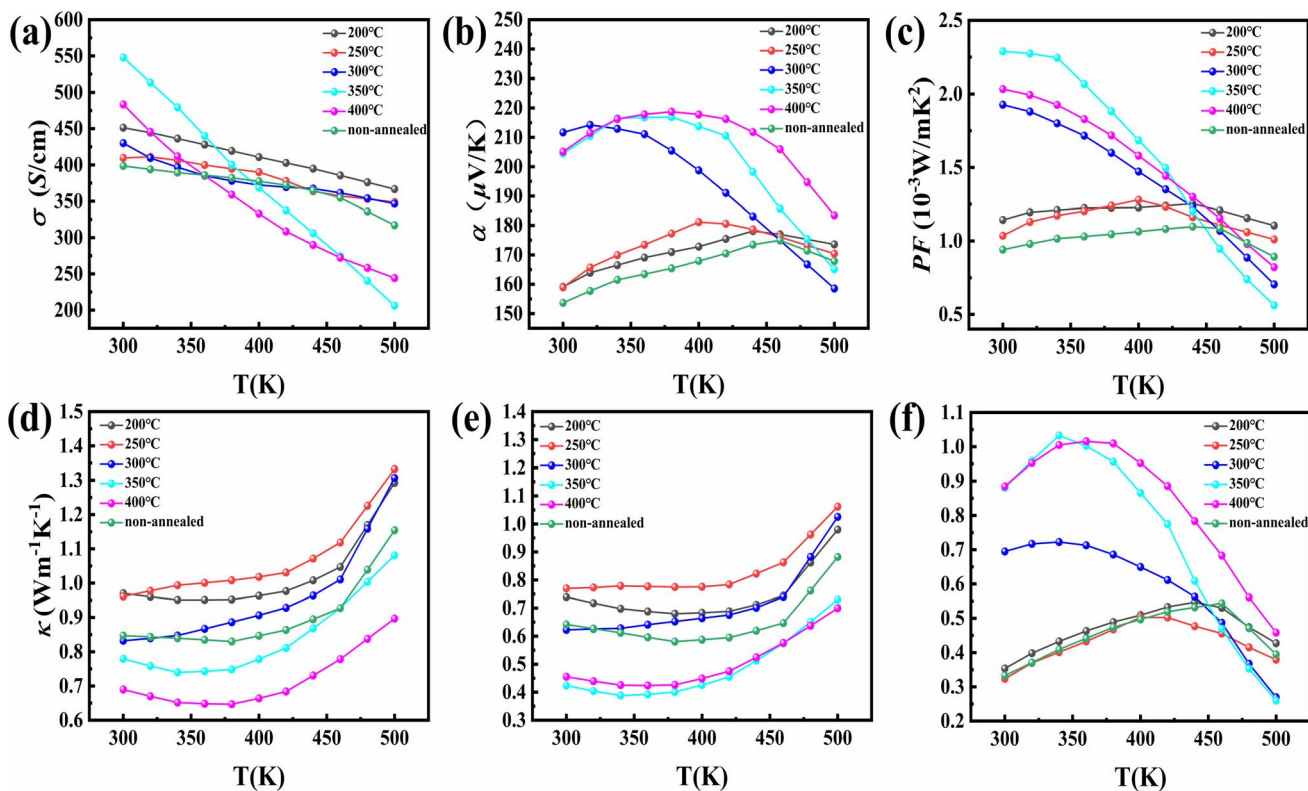 (a)
σ (S/cm)
550
500
450
400
350
300
250
200
200°C
250°C
300°C
350°C
400°C
non-annealed
300
350
400
450
500
T(K)
(b)
α（μV/K）
250
240
230
220
210
200
190
180
170
160
150
200°C
250°C
300°C
350°C
400°C
non-annealed
300
350
400
450
500
T(K)
(c)
PF (10⁻³W/mK²)
2.5
2.0
1.5
1.0
0.5
200°C
250°C
300°C
350°C
400°C
non-annealed
300
350
400
450
500
T(K)
(d)
κ (Wm⁻¹K⁻¹)
1.5
1.4
1.3
1.2
1.1
1.0
0.9
0.8
0.7
0.6
200°C
250°C
300°C
350°C
400°C
non-annealed
300
350
400
450
500
T(K)
(e)
1.4
1.3
1.2
1.1
1.0
0.9
0.8
0.7
0.6
0.5
0.4
0.3
200°C
250°C
300°C
350°C
400°C
non-annealed
300
350
400
450
500
T(K)
(f)
1.1
1.0
0.9
0.8
0.7
0.6
0.5
0.4
0.3
0.2
200°C
250°C
300°C
350°C
400°C
non-annealed
300
350
400
450
500
T(K)